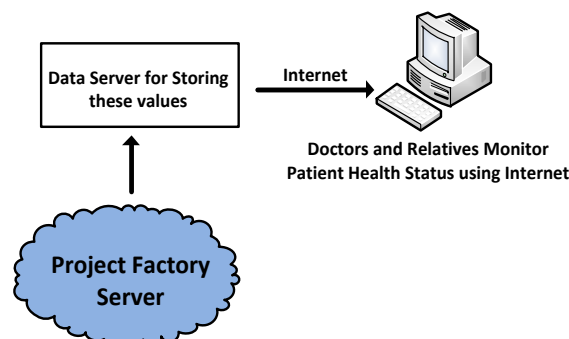 Data Server for Storing
these values
Internet
Doctors and Relatives Monitor
Patient Health Status using Internet
Project Factory
Server